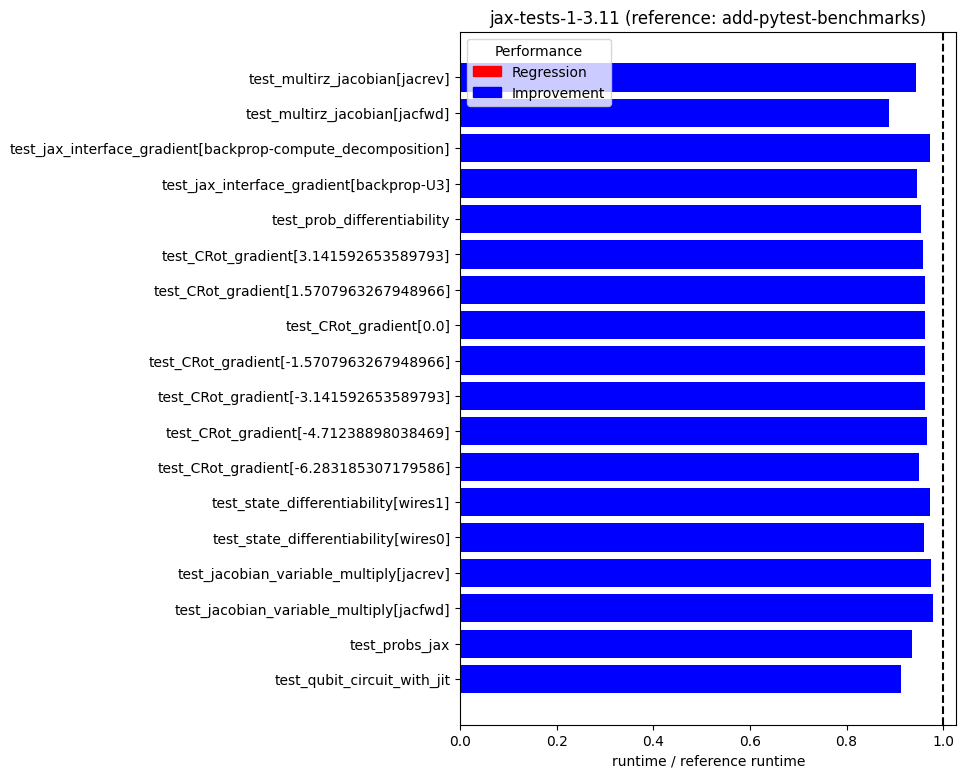 jax-tests-1-3.11 (reference: add-pytest-benchmarks)
Performance
Regression
Improvement
test_multirz_jacobian[jacrev]
test_multirz_jacobian[jacfwd]
test_jax_interface_gradient[backprop-compute_decomposition]
test_jax_interface_gradient[backprop-U3]
test_prob_differentiability
test_CRot_gradient[3.141592653589793]
test_CRot_gradient[1.5707963267948966]
test_CRot_gradient[0.0]
test_CRot_gradient[-1.5707963267948966]
test_CRot_gradient[-3.141592653589793]
test_CRot_gradient[-4.71238898038469]
test_CRot_gradient[-6.283185307179586]
test_state_differentiability[wires1]
test_state_differentiability[wires0]
test_jacobian_variable_multiply[jacrev]
test_jacobian_variable_multiply[jacfwd]
test_probs_jax
test_qubit_circuit_with_jit
0.0 0.2 0.4 0.6 0.8 1.0
runtime / reference runtime